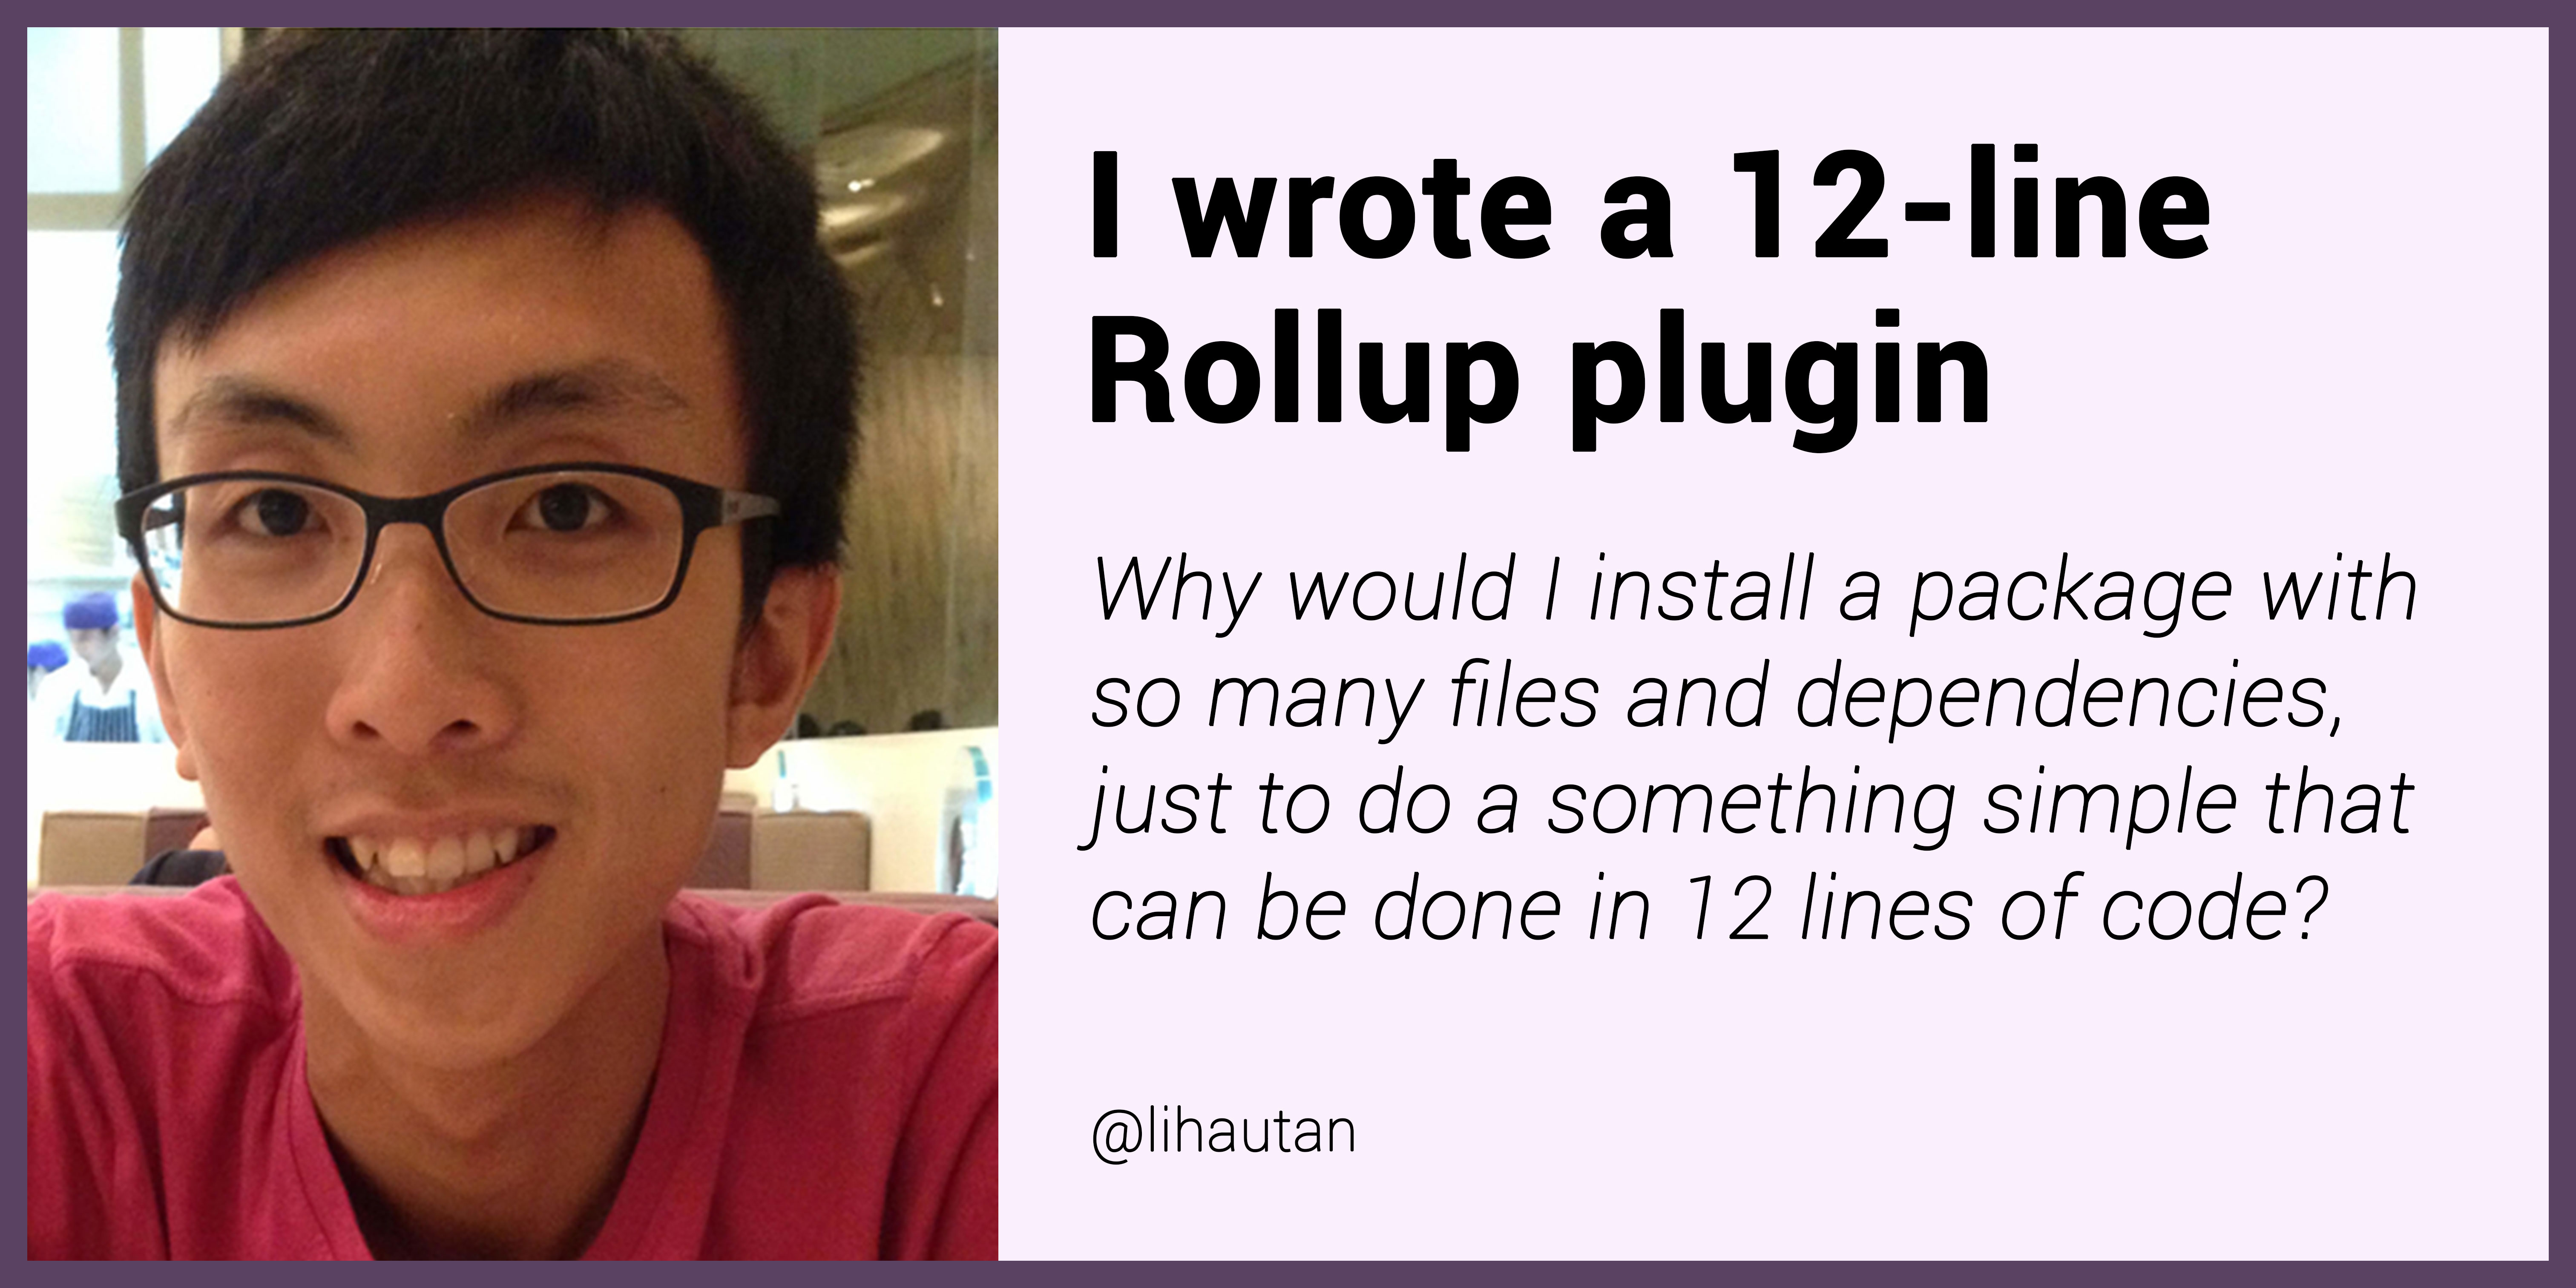 I wrote a 12-line
Rollup plugin
Why would I install a package with
so many files and dependencies,
just to do a something simple that
can be done in 12 lines of code?
@lihautan